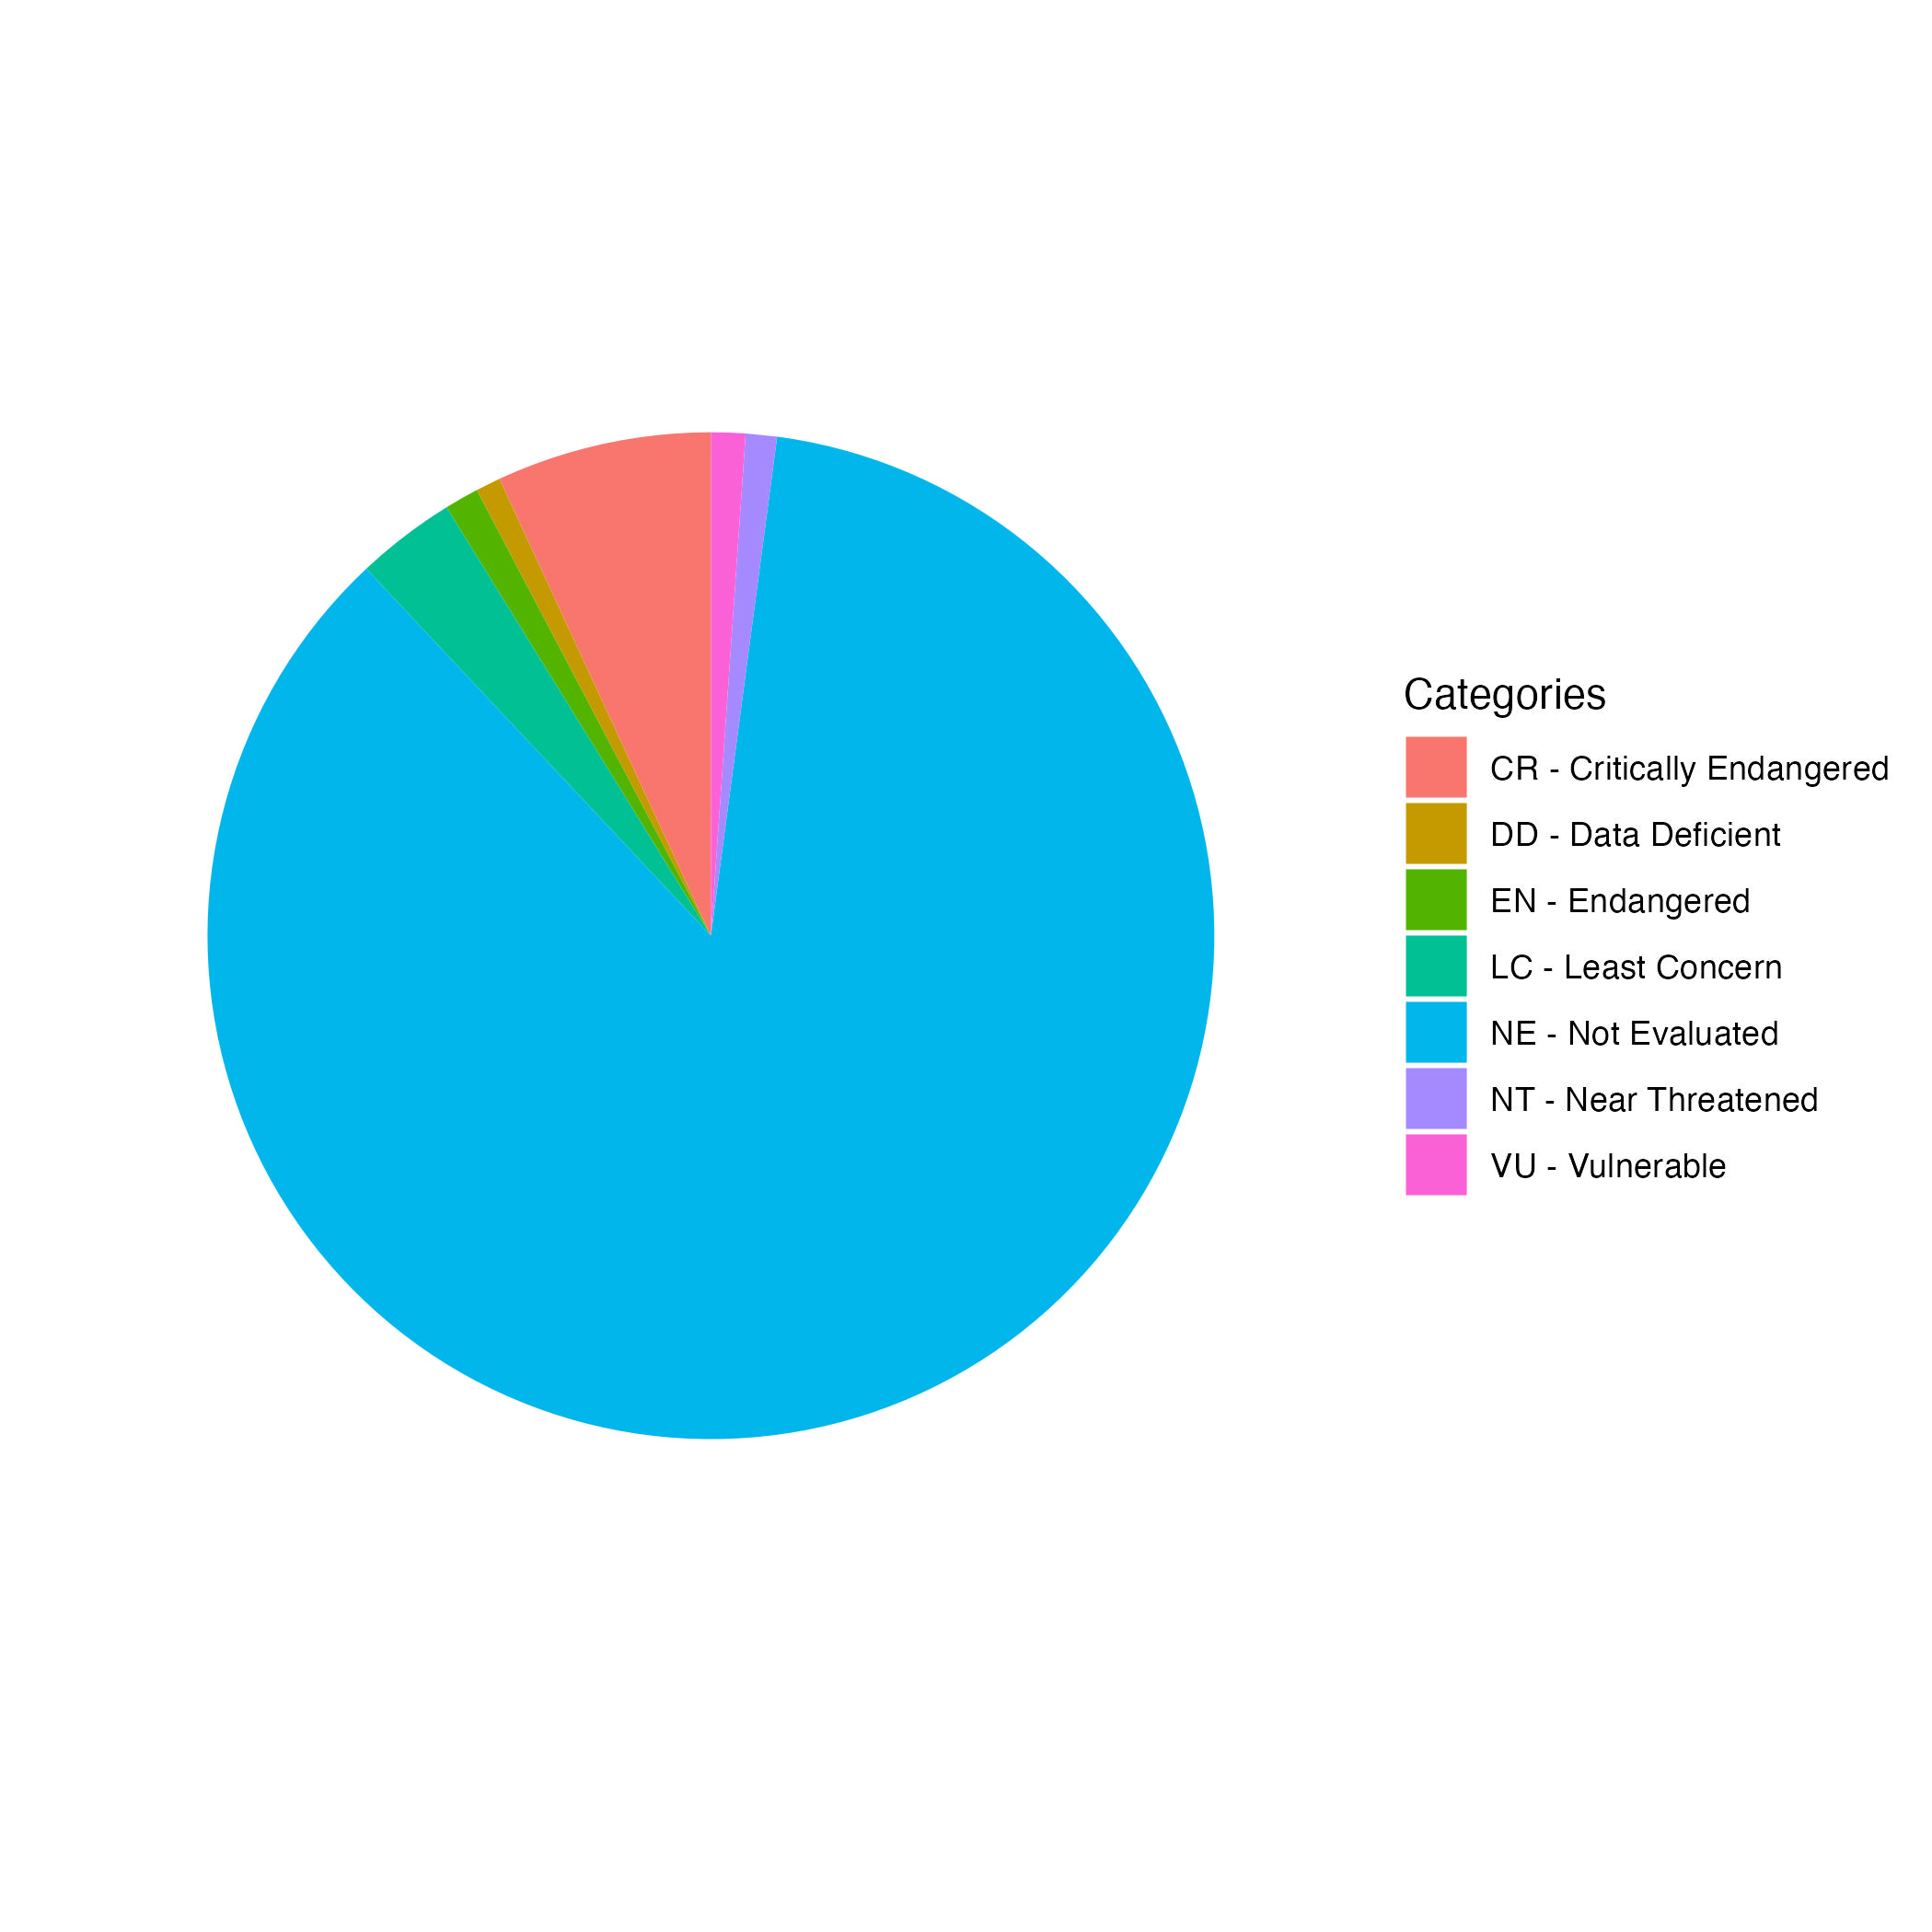 Categories
CR - Critically Endangered
DD - Data Deficient
EN - Endangered
LC - Least Concern
NE - Not Evaluated
NT - Near Threatened
VU - Vulnerable